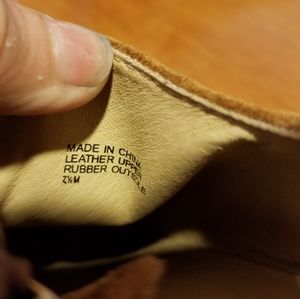 MADE IN CHINA
LEATHER UPPER
RUBBER OUTSOLE
7½M